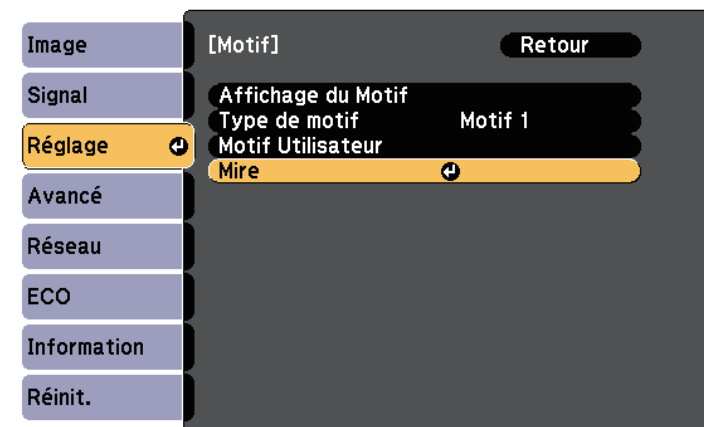 Image
Signal
Réglage
Avancé
Réseau
ECO
Information
Réinit.
[Motif] Retour
Affichage du Motif
Type de motif Motif 1
Motif Utilisateur
Mire